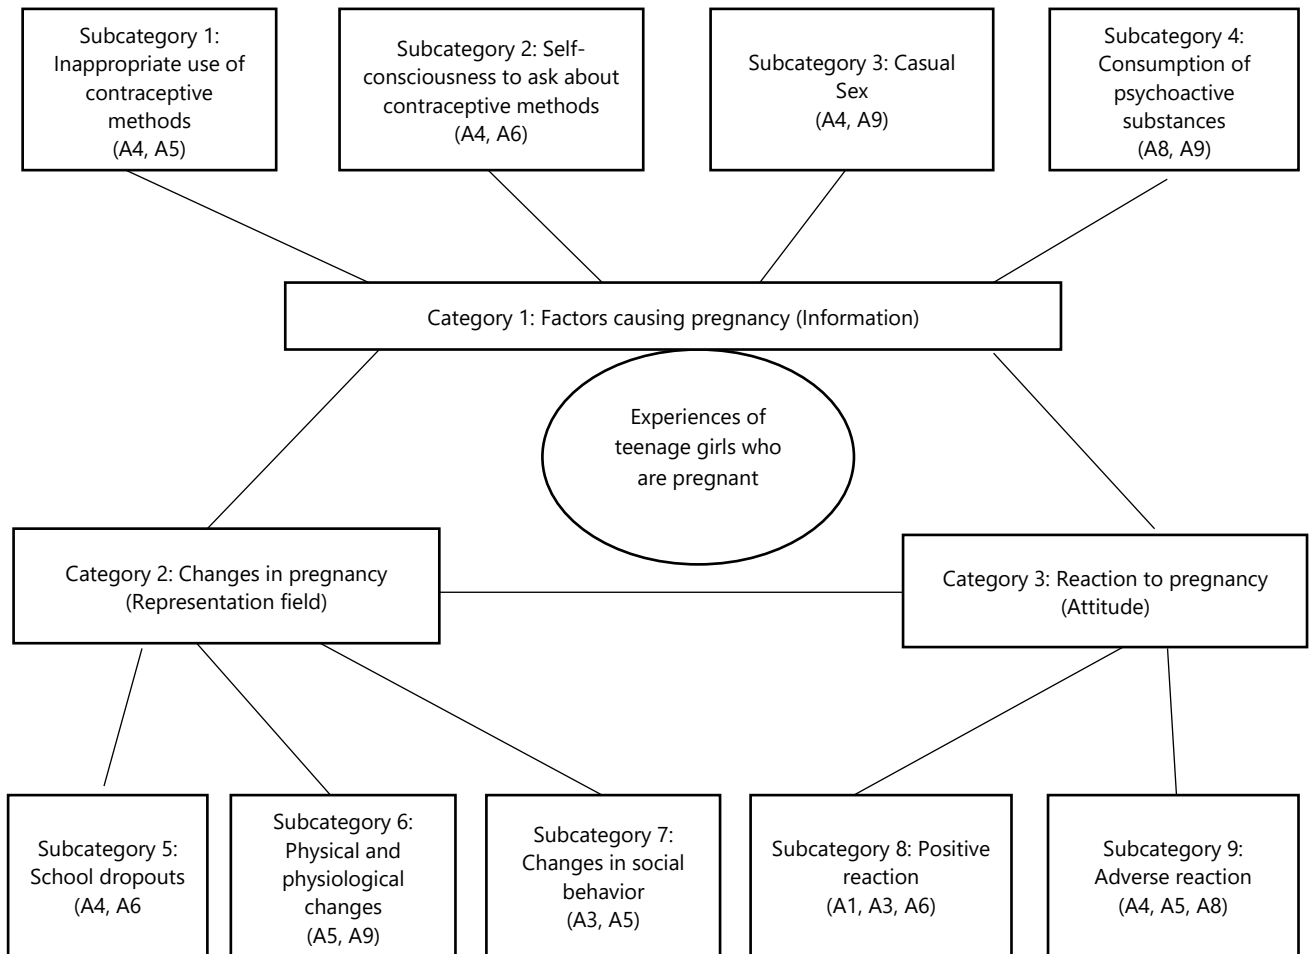 Subcategory 1:
Inappropriate use of
contraceptive
methods
(A4, A5)
Subcategory 2: Self-
consciousness to ask about
contraceptive methods
(A4, A6)
Subcategory 3: Casual
Sex
(A4, A9)
Subcategory 4:
Consumption of
psychoactive
substances
(A8, A9)
Category 1: Factors causing pregnancy (Information)
Experiences of
teenage girls who
are pregnant
Category 2: Changes in pregnancy
(Representation field)
Category 3: Reaction to pregnancy
(Attitude)
Subcategory 5:
School dropouts
(A4, A6
Subcategory 6:
Physical and
physiological
changes
(A5, A9)
Subcategory 7:
Changes in social
behavior
(A3, A5)
Subcategory 8: Positive
reaction
(A1, A3, A6)
Subcategory 9:
Adverse reaction
(A4, A5, A8)